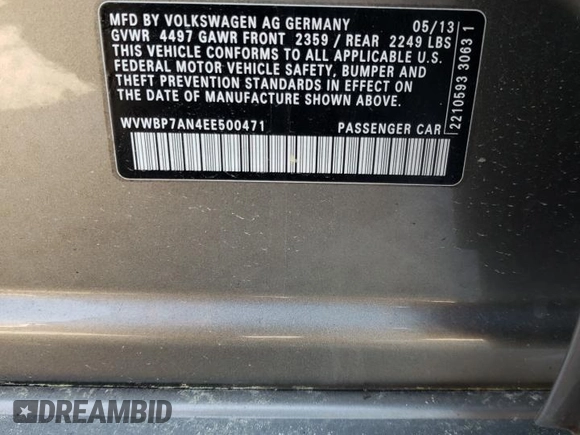 MFD BY VOLKSWAGEN AG GERMANY 05/13
GVWR 4497 GAWR FRONT 2359 / REAR 2249 LBS
THIS VEHICLE CONFORMS TO ALL APPLICABLE U.S.
FEDERAL MOTOR VEHICLE SAFETY, BUMPER AND
THEFT PREVENTION STANDARDS IN EFFECT ON THE
DATE OF MANUFACTURE SHOWN ABOVE.
WVWBP7AN4EE500471 PASSENGER CAR
2210593 3063 1
DREAMBID